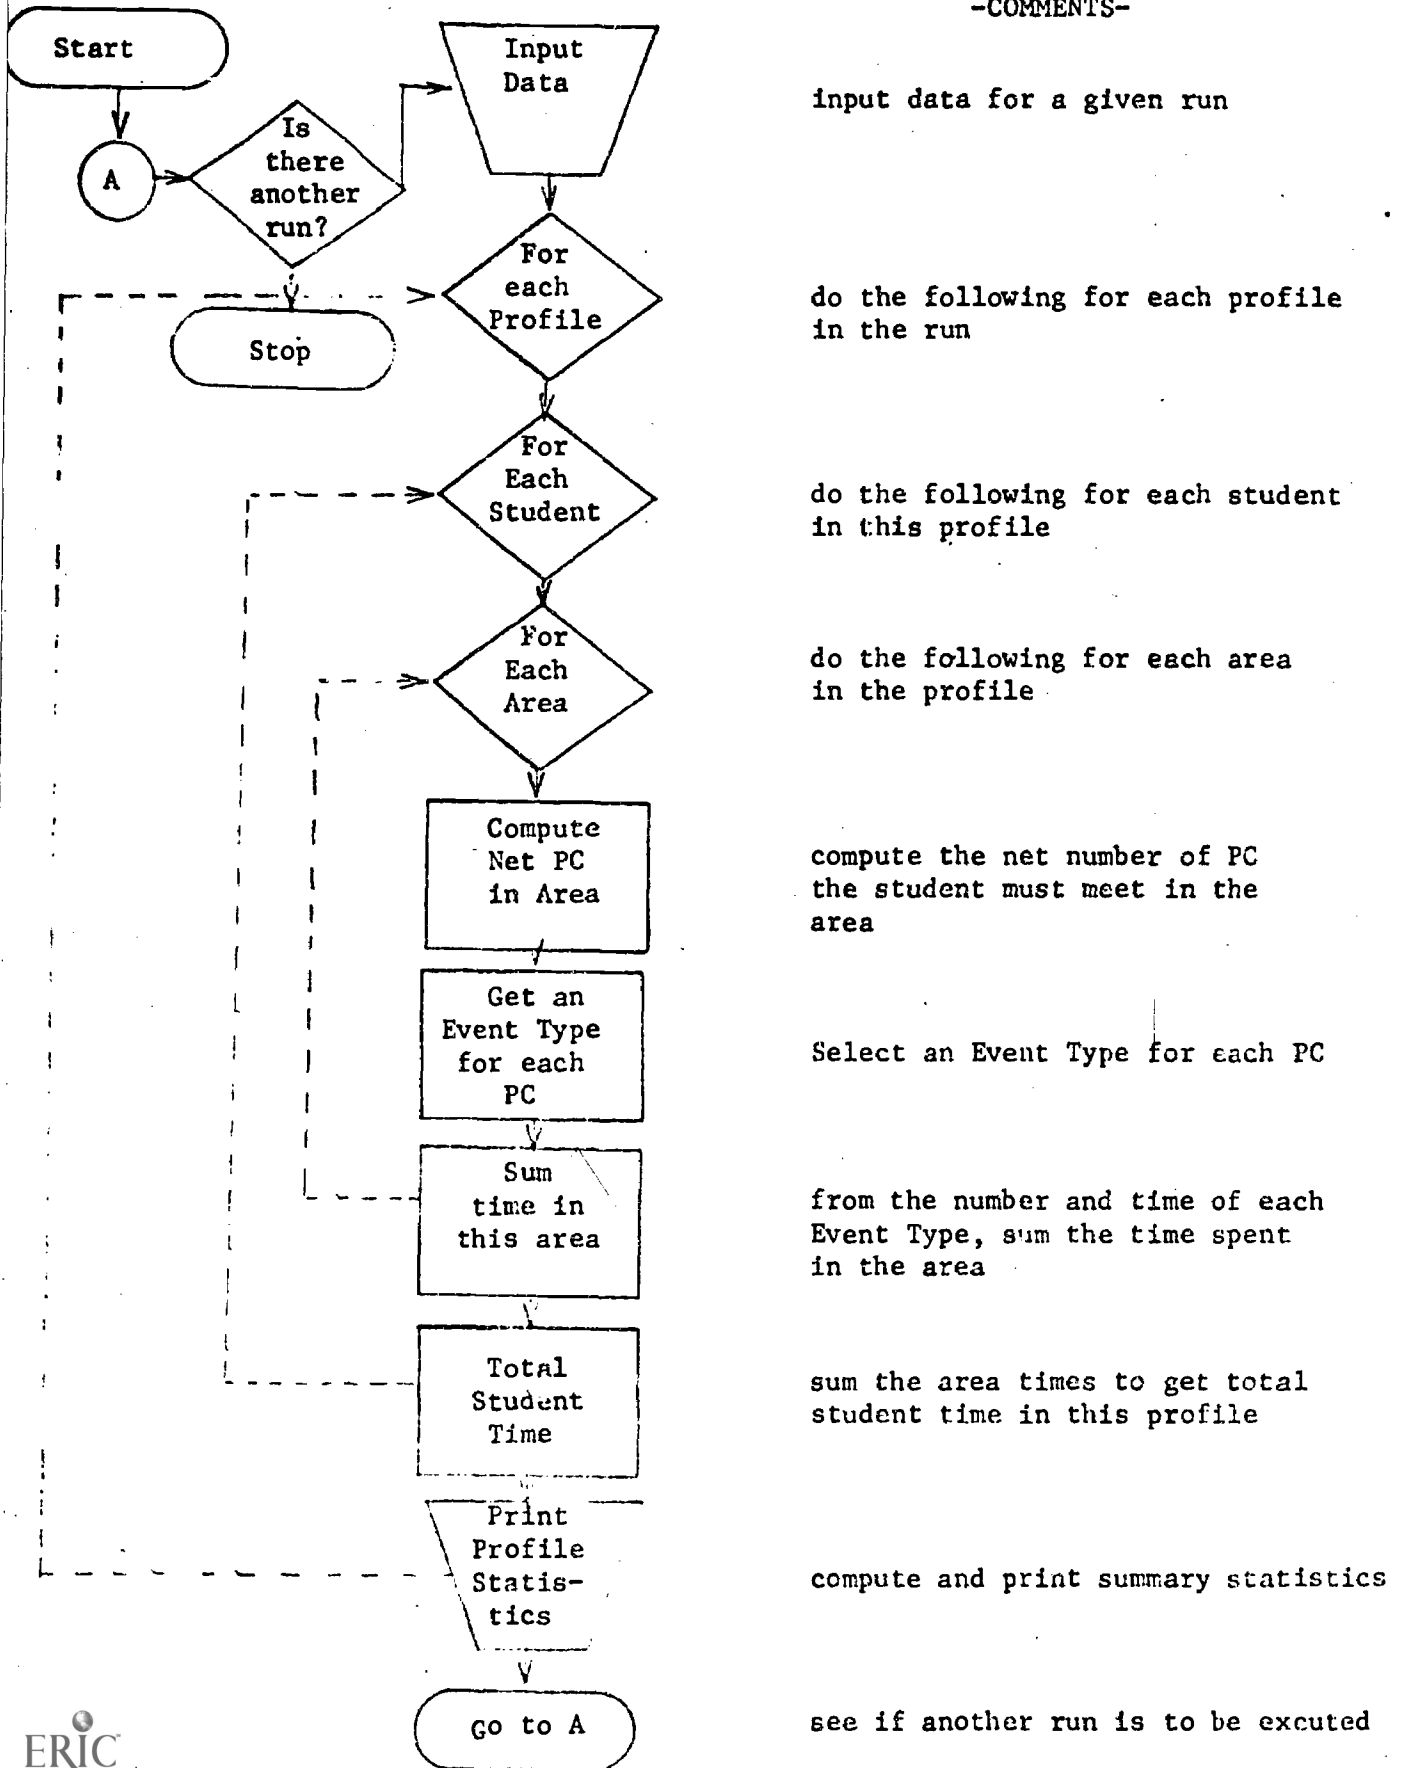 -COMMENTS-
Start
Input
Data
input data for a given run
A
Is
there
another
run?
For
each
Profile
do the following for each profile
in the run
Stop
For
Each
Student
do the following for each student
in this profile
For
Each
Area
do the following for each area
in the profile
Compute
Net PC
in Area
compute the net number of PC
the student must meet in the
area
Get an
Event Type
for each
PC
Select an Event Type for each PC
Sum
time in
this area
from the number and time of each
Event Type, sum the time spent
in the area
Total
Student
Time
sum the area times to get total
student time in this profile
Print
Profile
Statis-
tics
compute and print summary statistics
Go to A
see if another run is to be excuted
ERIC